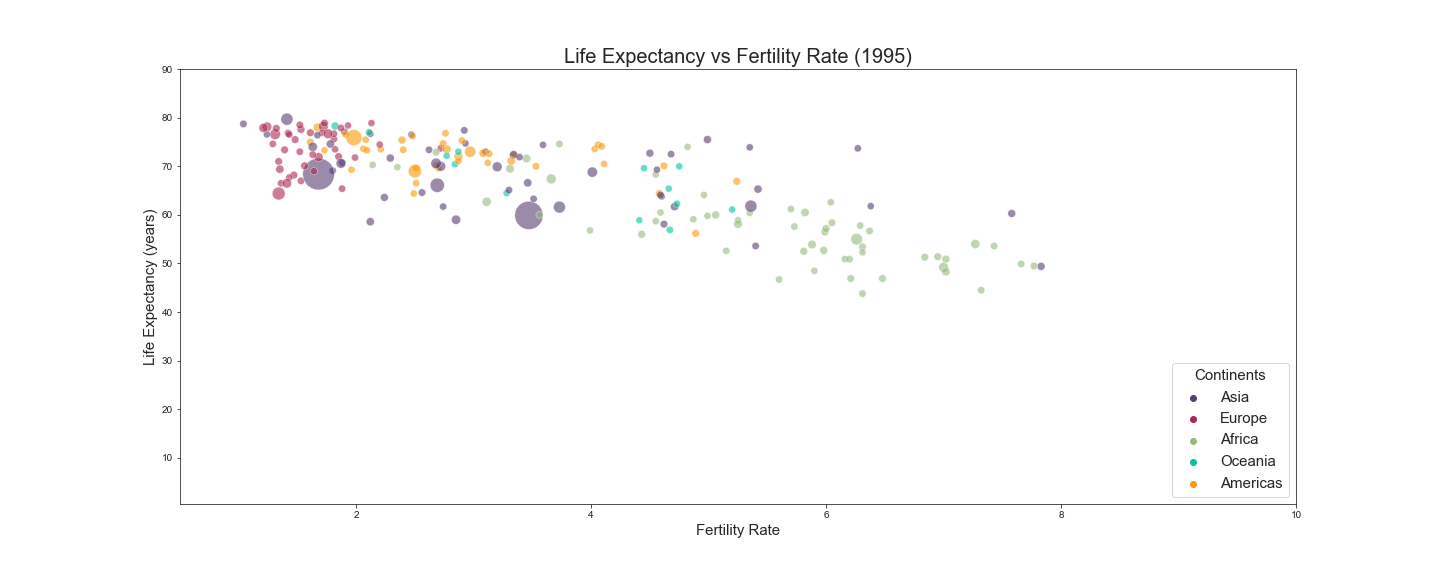 Life Expectancy vs Fertility Rate (1995)
90
80
70
60
50
40
30
20
10
Life Expectancy (years)
2
4
6
8
10
Fertility Rate
Continents
Asia
Europe
Africa
Oceania
Americas